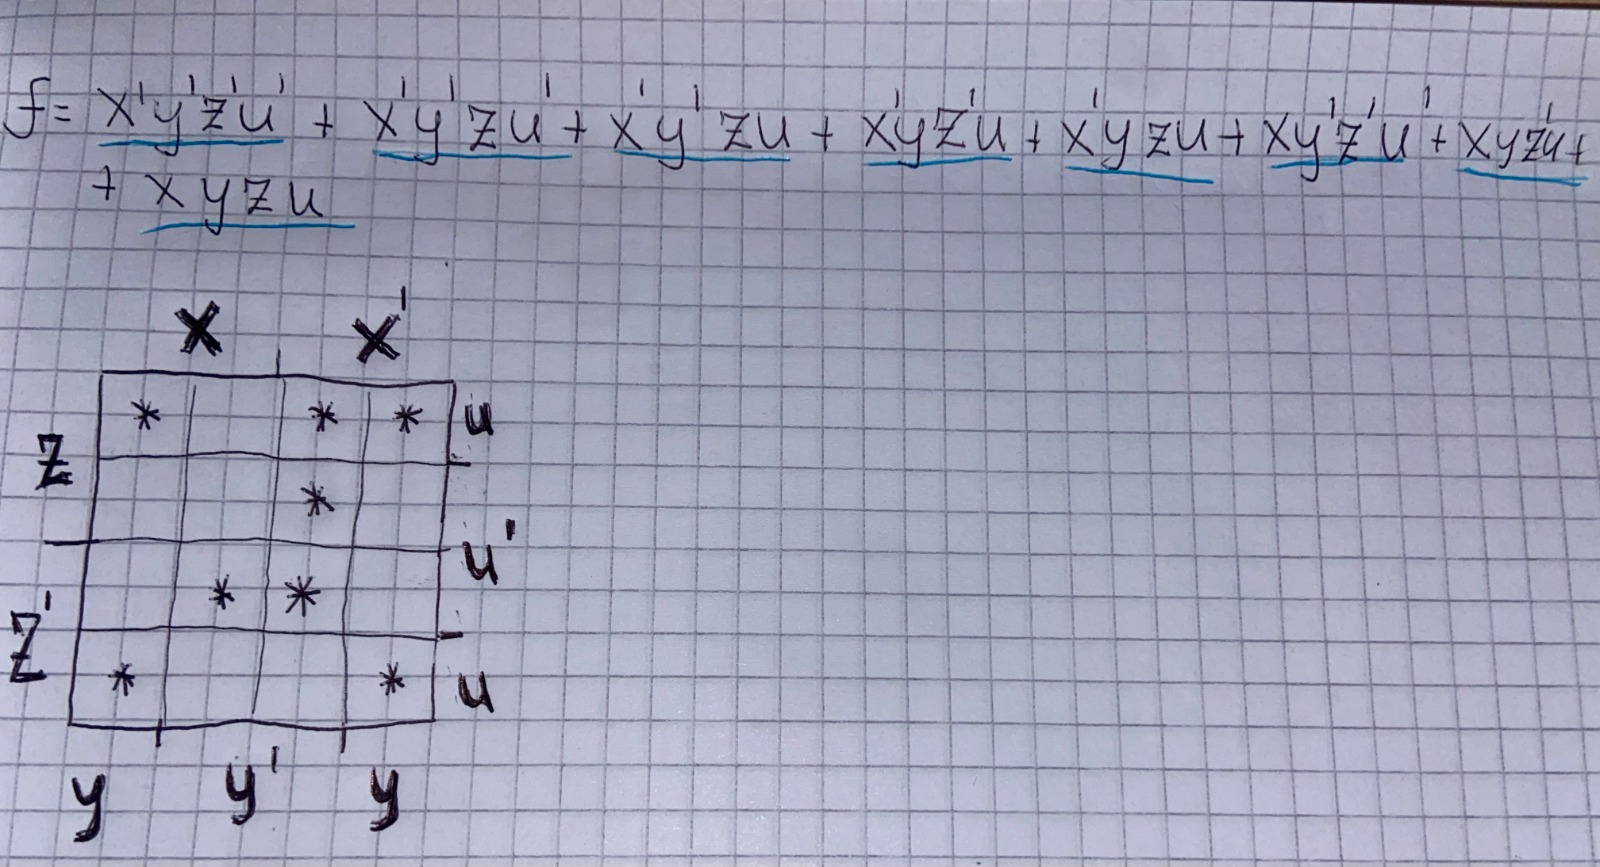 f= x'y'z'u' + x'y'zu' + x'y'zu + x'yz'u + x'yzu + xy'z'u' + xyz'u +
+ xyzu
x x'
* * * u
z
*
u'
* *
z'
* * u
y y' y